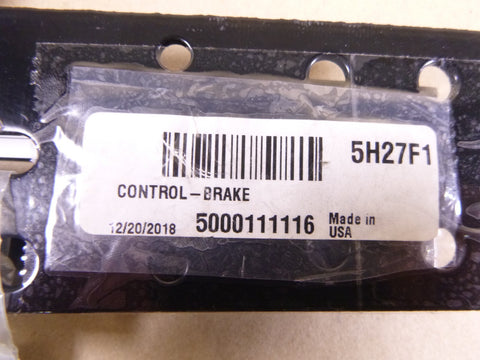 5H27F1
CONTROL-BRAKE
12/20/2018 5000111116 Made in
USA